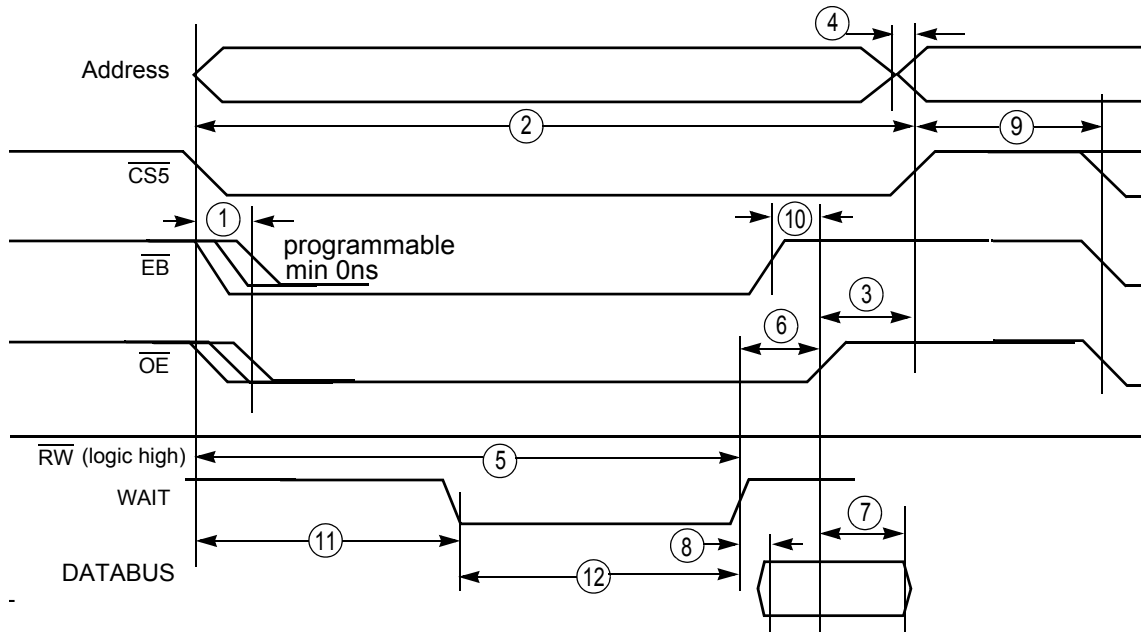 4
Address
2
9
CS5
1
10
programmable
min 0ns
EB
3
6
OE
RW (logic high)
5
WAIT
7
11
8
DATABUS
12